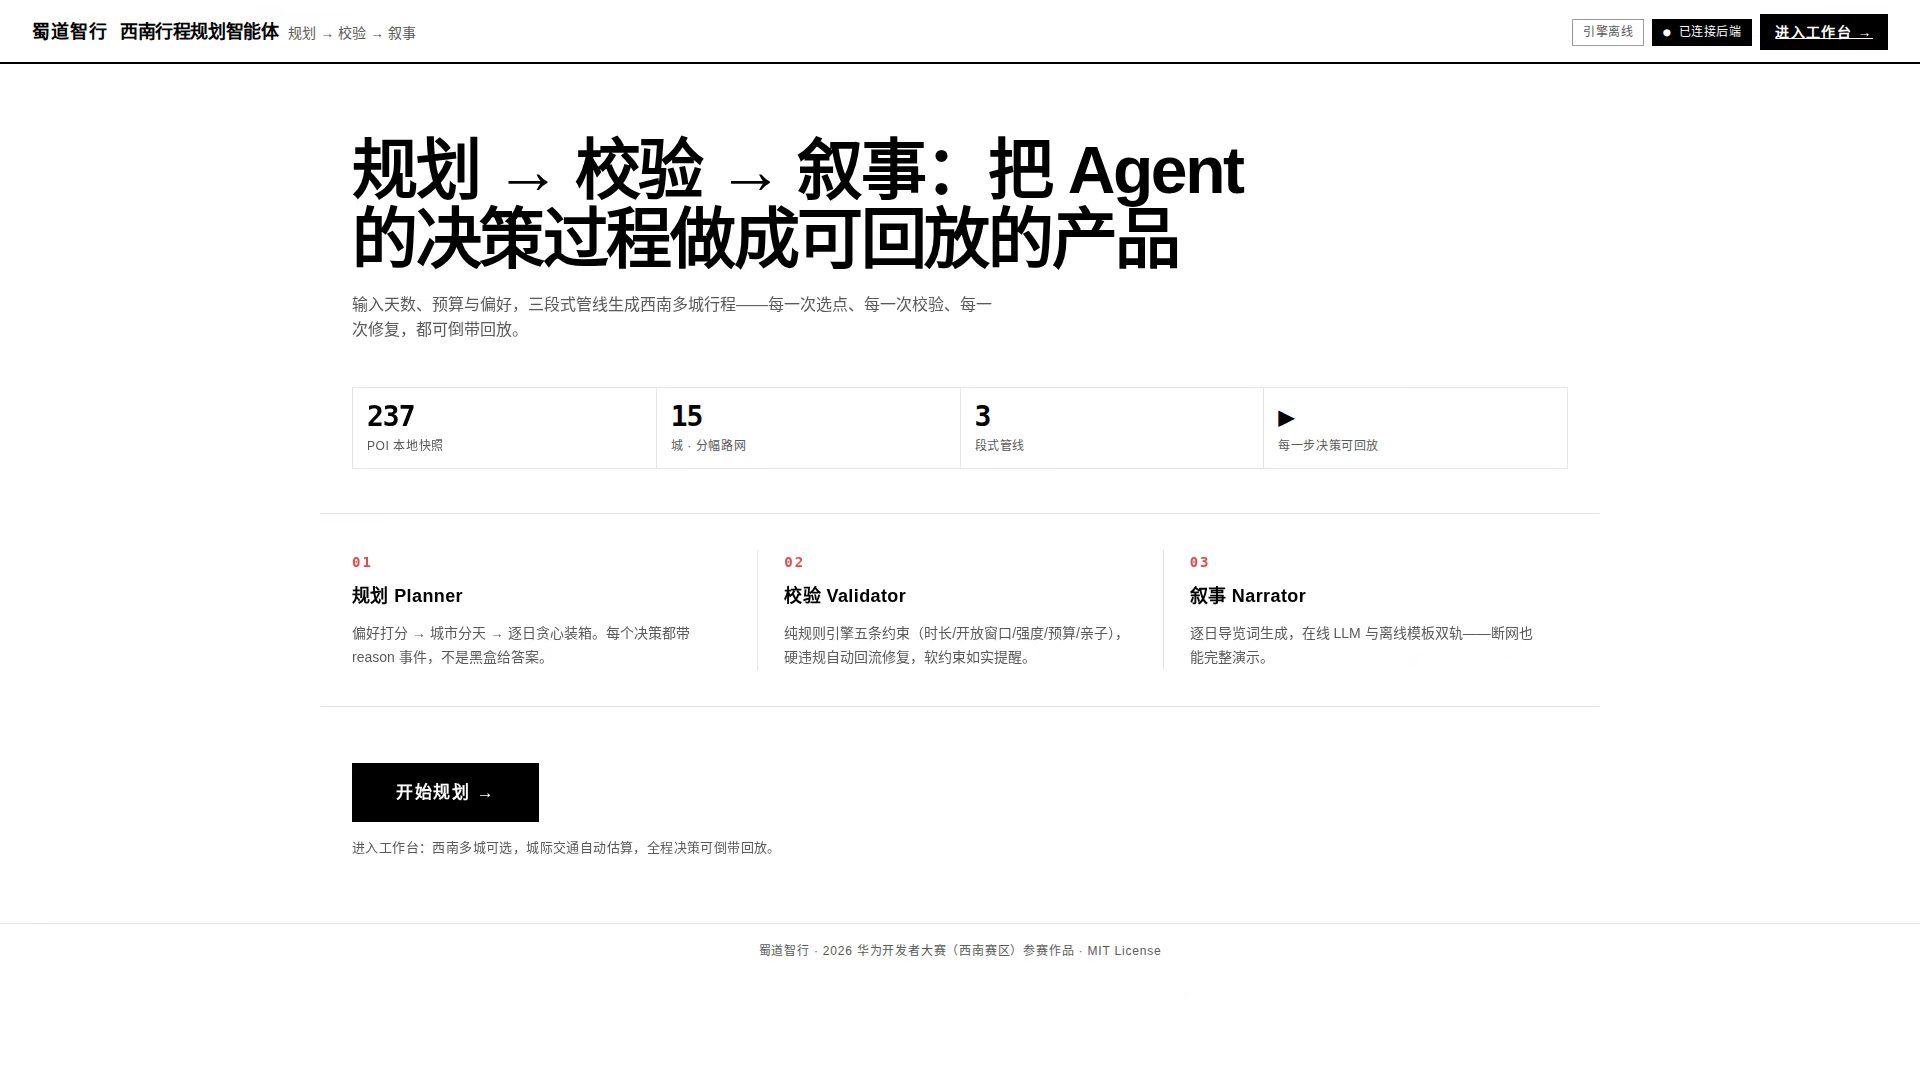 蜀道智行 西南行程规划智能体 规划 → 校验 → 叙事
引擎离线
● 已连接后端
进入工作台 →
规划 → 校验 → 叙事：把 Agent
的决策过程做成可回放的产品
输入天数、预算与偏好，三段式管线生成西南多城行程——每一次选点、每一次校验、每一
次修复，都可倒带回放。
237
POI 本地快照
15
城 · 分幅路网
3
段式管线
▶
每一步决策可回放
01
规划 Planner
偏好打分 → 城市分天 → 逐日贪心装箱。每个决策都带
reason 事件，不是黑盒给答案。
02
校验 Validator
纯规则引擎五条约束（时长/开放窗口/强度/预算/亲子），
硬违规自动回流修复，软约束如实提醒。
03
叙事 Narrator
逐日导览词生成，在线 LLM 与离线模板双轨——断网也
能完整演示。
开始规划 →
进入工作台：西南多城可选，城际交通自动估算，全程决策可倒带回放。
蜀道智行 · 2026 华为开发者大赛（西南赛区）参赛作品 · MIT License